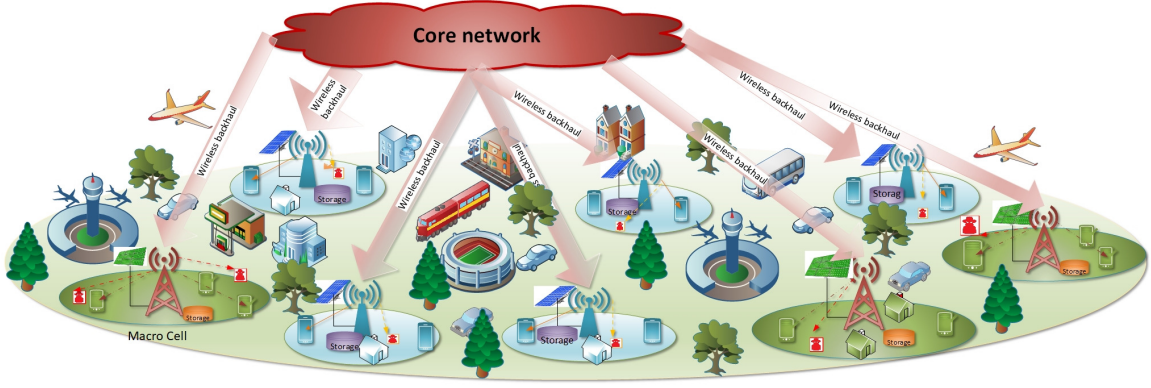 Core network
Wireless backhaul
Wireless backhaul
Wireless backhaul
Wireless backhaul
s backhaul
Wireless backhaul
Wireless backhaul
Wireless backhaul
Storage
Storage
Storag
Storage
Storage
Storage
Storage
Storage
Macro Cell